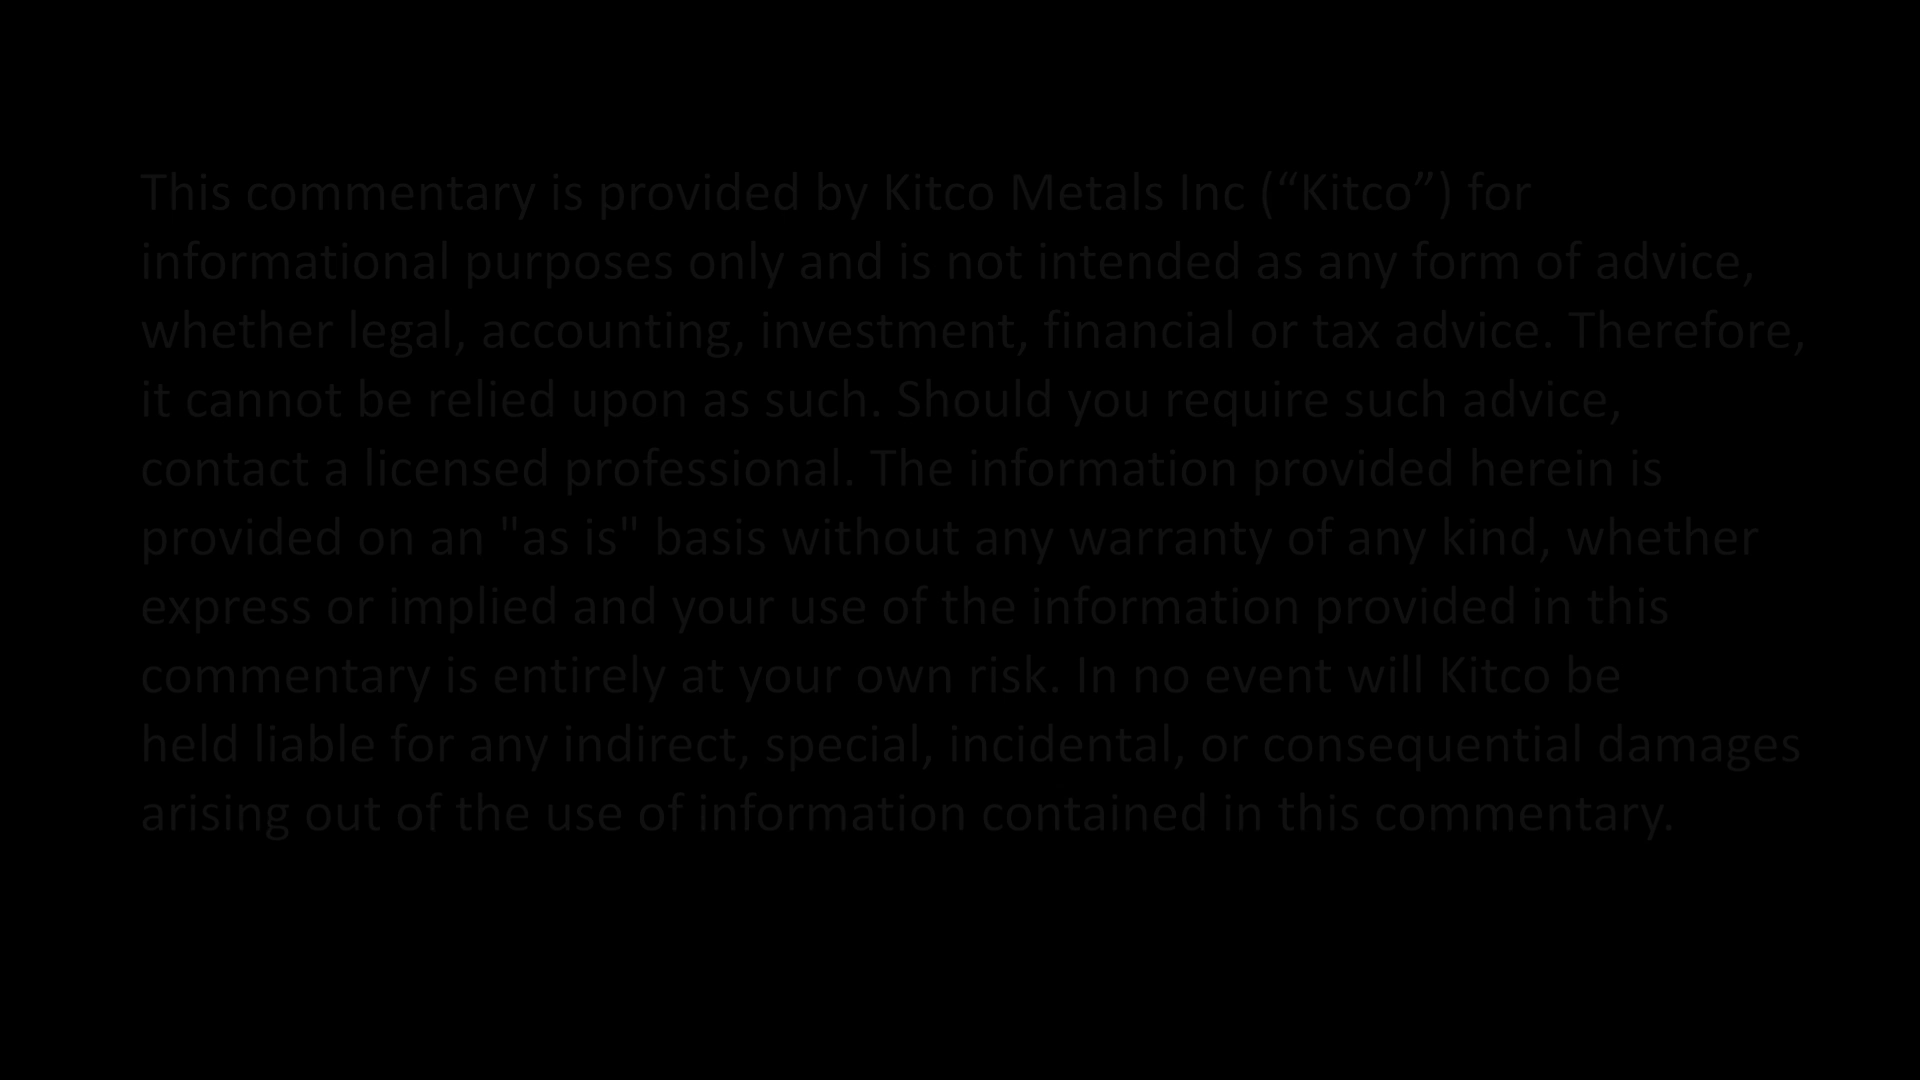 This commentary is provided by Kitco Metals Inc (“Kitco”) for
informational purposes only and is not intended as any form of advice,
whether legal, accounting, investment, financial or tax advice. Therefore,
it cannot be relied upon as such. Should you require such advice,
contact a licensed professional. The information provided herein is
provided on an "as is" basis without any warranty of any kind, whether
express or implied and your use of the information provided in this
commentary is entirely at your own risk. In no event will Kitco be
held liable for any indirect, special, incidental, or consequential damages
arising out of the use of information contained in this commentary.